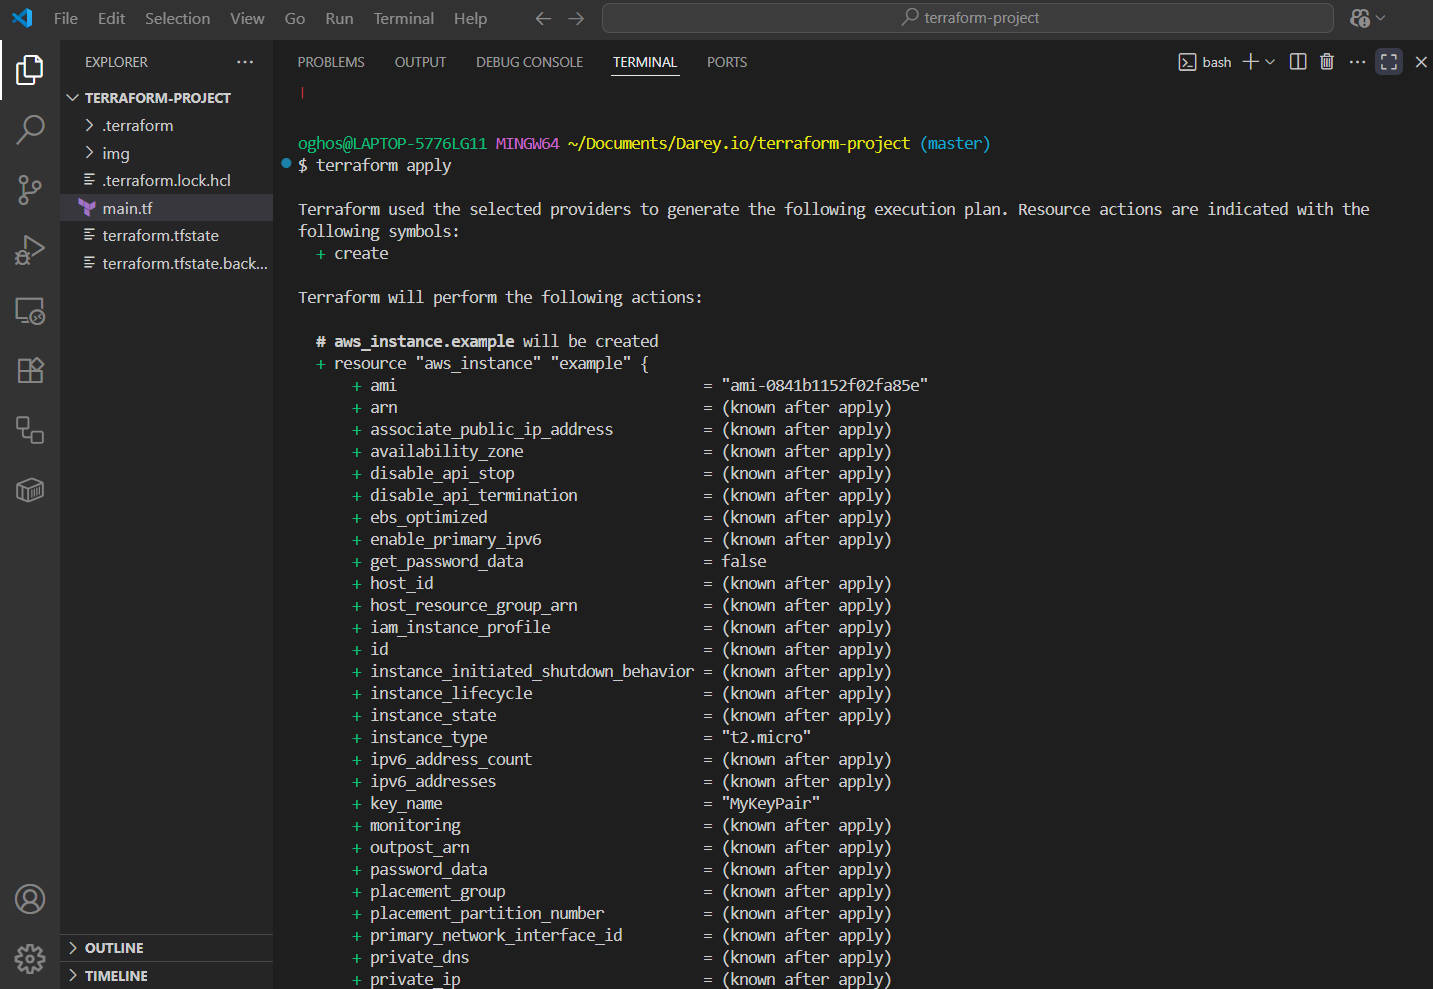 File Edit Selection View Go Run Terminal Help
terraform-project
EXPLORER
TERRAFORM-PROJECT
.terraform
img
.terraform.lock.hcl
main.tf
terraform.tfstate
terraform.tfstate.back...
OUTLINE
TIMELINE
PROBLEMS OUTPUT DEBUG CONSOLE TERMINAL PORTS
bash
oghos@LAPTOP-5776LG11 MINGW64 ~/Documents/Darey.io/terraform-project (master)
$ terraform apply
Terraform used the selected providers to generate the following execution plan. Resource actions are indicated with the
following symbols:
+ create
Terraform will perform the following actions:
# aws_instance.example will be created
+ resource "aws_instance" "example" {
+ ami = "ami-0841b1152f02fa85e"
+ arn = (known after apply)
+ associate_public_ip_address = (known after apply)
+ availability_zone = (known after apply)
+ disable_api_stop = (known after apply)
+ disable_api_termination = (known after apply)
+ ebs_optimized = (known after apply)
+ enable_primary_ipv6 = (known after apply)
+ get_password_data = false
+ host_id = (known after apply)
+ host_resource_group_arn = (known after apply)
+ iam_instance_profile = (known after apply)
+ id = (known after apply)
+ instance_initiated_shutdown_behavior = (known after apply)
+ instance_lifecycle = (known after apply)
+ instance_state = (known after apply)
+ instance_type = "t2.micro"
+ ipv6_address_count = (known after apply)
+ ipv6_addresses = (known after apply)
+ key_name = "MyKeyPair"
+ monitoring = (known after apply)
+ outpost_arn = (known after apply)
+ password_data = (known after apply)
+ placement_group = (known after apply)
+ placement_partition_number = (known after apply)
+ primary_network_interface_id = (known after apply)
+ private_dns = (known after apply)
+ private_ip = (known after apply)